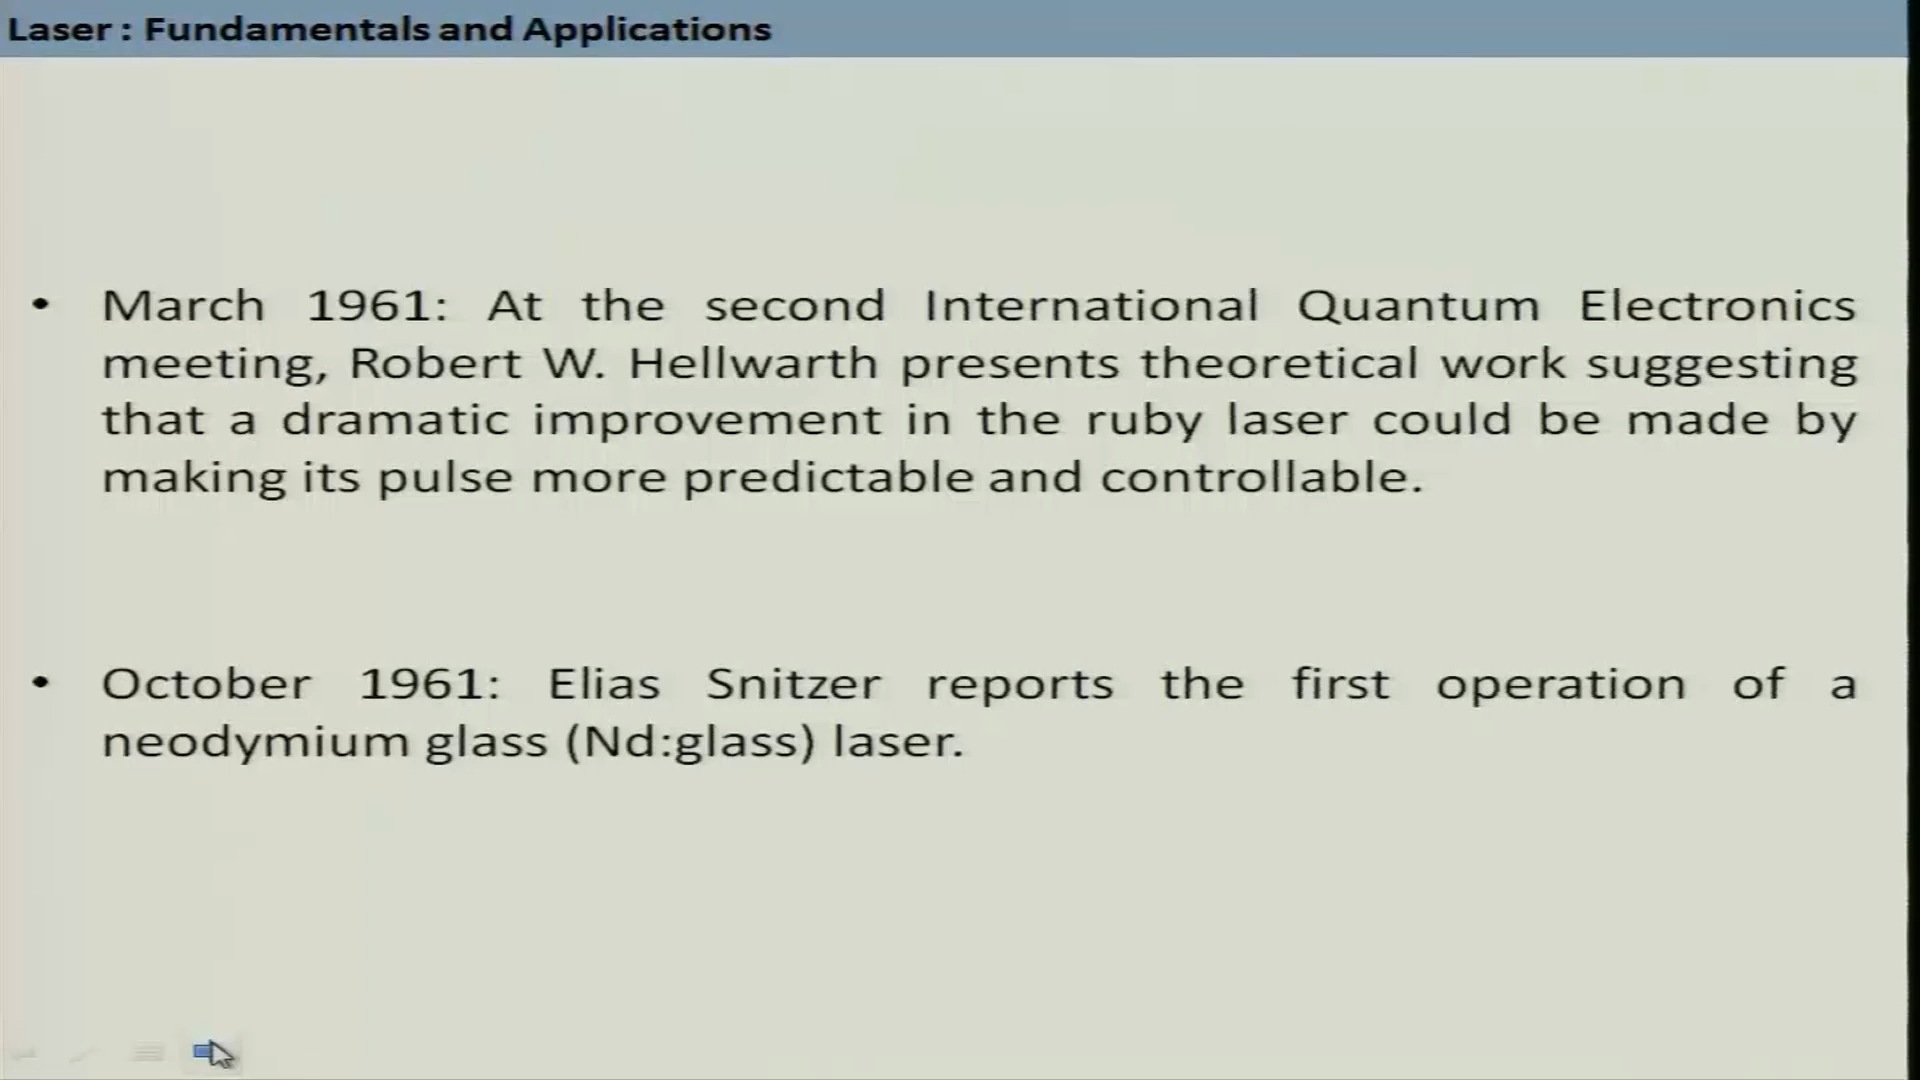 Laser : Fundamentals and Applications
• March 1961: At the second International Quantum Electronics
meeting, Robert W. Hellwarth presents theoretical work suggesting
that a dramatic improvement in the ruby laser could be made by
making its pulse more predictable and controllable.
• October 1961: Elias Snitzer reports the first operation of a
neodymium glass (Nd:glass) laser.